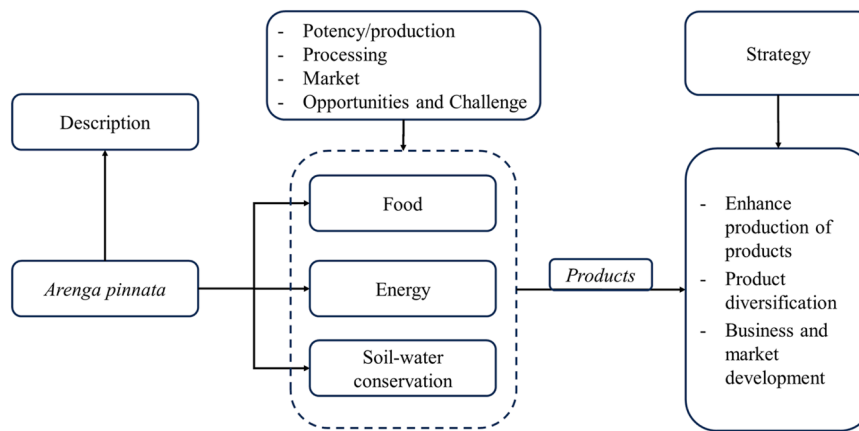 - Potency/production
- Processing
- Market
- Opportunities and Challenge
Strategy
Description
Food
- Enhance
production of
products
- Product
diversification
- Business and
market
development
Arenga pinnata
Energy
Products
Soil-water
conservation